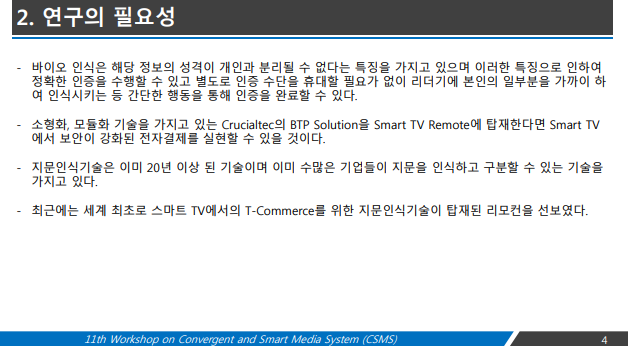 2. 연구의 필요성
- 바이오 인식은 해당 정보의 성격이 개인과 분리될 수 없다는 특징을 가지고 있으며 이러한 특징으로 인하여
정확한 인증을 수행할 수 있고 별도로 인증 수단을 휴대할 필요가 없이 리더기에 본인의 일부분을 가까이 하
여 인식시키는 등 간단한 행동을 통해 인증을 완료할 수 있다.
- 소형화, 모듈화 기술을 가지고 있는 Crucialtec의 BTP Solution을 Smart TV Remote에 탑재한다면 Smart TV
에서 보안이 강화된 전자결제를 실현할 수 있을 것이다.
- 지문인식기술은 이미 20년 이상 된 기술이며 이미 수많은 기업들이 지문을 인식하고 구분할 수 있는 기술을
가지고 있다.
- 최근에는 세계 최초로 스마트 TV에서의 T-Commerce를 위한 지문인식기술이 탑재된 리모컨을 선보였다.
11th Workshop on Convergent and Smart Media System (CSMS)
4